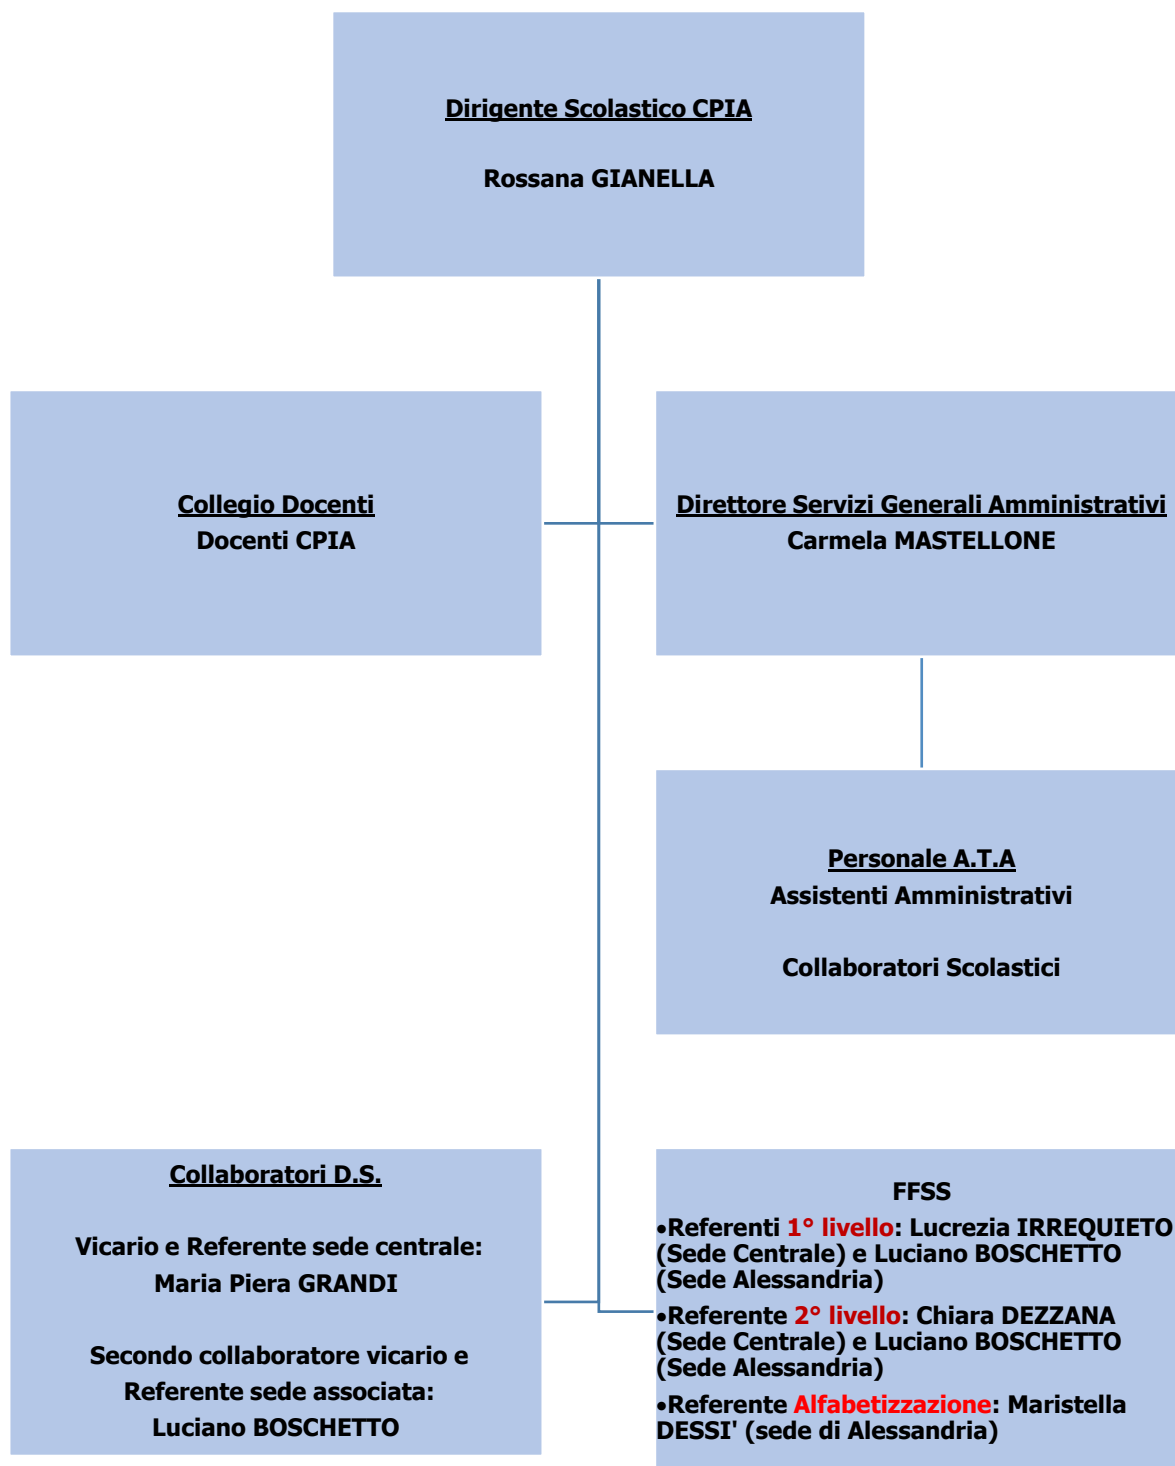 Dirigente Scolastico CPIA
Rossana GIANELLA
Collegio Docenti
Docenti CPIA
Direttore Servizi Generali Amministrativi
Carmela MASTELLONE
Personale A.T.A
Assistenti Amministrativi
Collaboratori Scolastici
Collaboratori D.S.
Vicario e Referente sede centrale:
Maria Piera GRANDI
Secondo collaboratore vicario e
Referente sede associata:
Luciano BOSCHETTO
FFSS
•Referenti 1° livello: Lucrezia IRREQUIETO
(Sede Centrale) e Luciano BOSCHETTO
(Sede Alessandria)
•Referente 2° livello: Chiara DEZZANA
(Sede Centrale) e Luciano BOSCHETTO
(Sede Alessandria)
•Referente Alfabetizzazione: Maristella
DESSI' (sede di Alessandria)